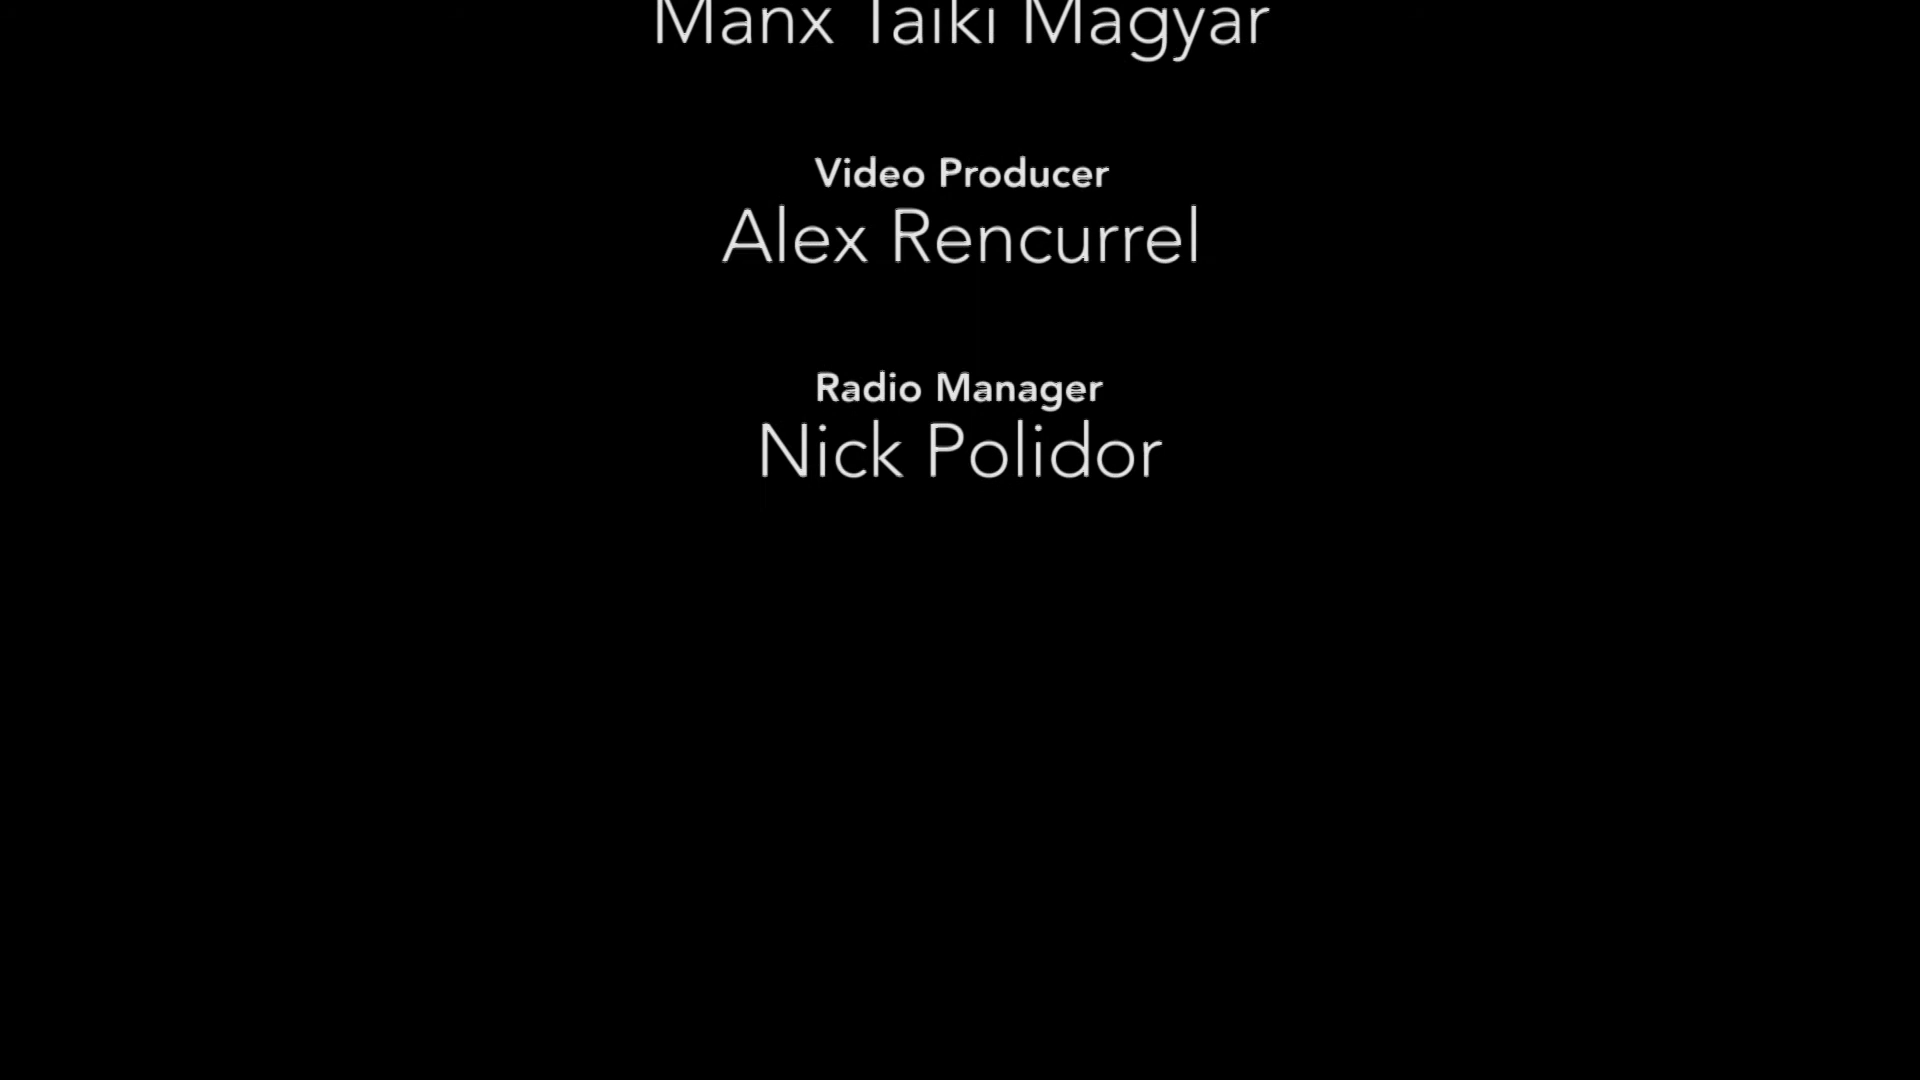 Manx Taiki Magyar
Video Producer
Alex Rencurrel
Radio Manager
Nick Polidor